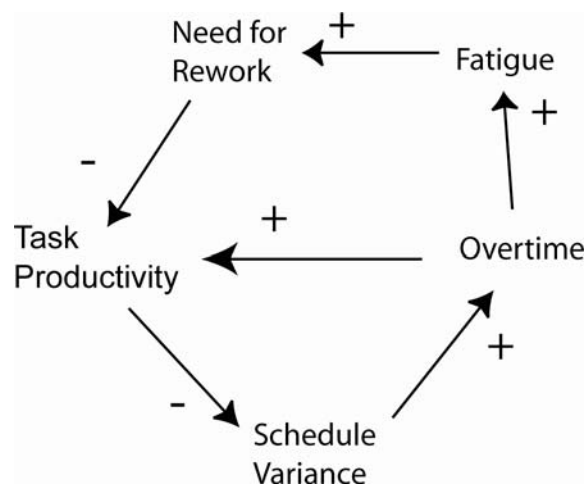 Need for
Rework
+
Fatigue
+
-
+
Task
Productivity
Overtime
+
-
Schedule
Variance